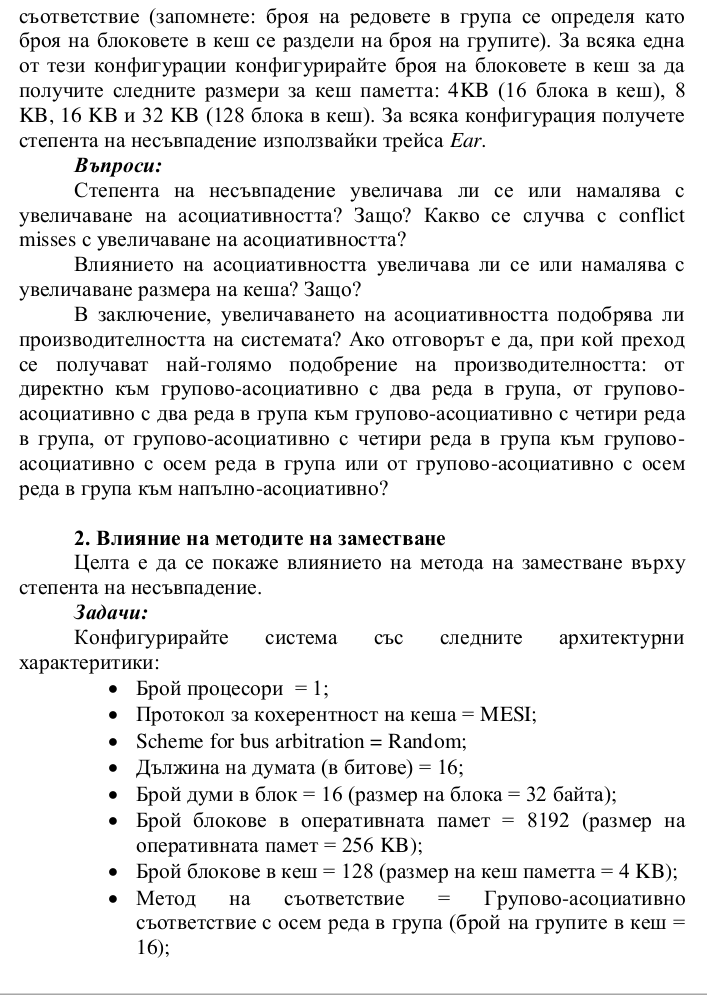 съответствие (запомнете: броя на редовете в група се определя като
броя на блоковете в кеш се раздели на броя на групите). За всяка една
от тези конфигурации конфигурирайте броя на блоковете в кеш за да
получите следните размери за кеш паметта: 4KB (16 блока в кеш), 8
KB, 16 KB и 32 KB (128 блока в кеш). За всяка конфигурация получете
степента на несъвпадение използвайки трейса Ear.
Въпроси:
Степента на несъвпадение увеличава ли се или намалява с
увеличаване на асоциативността? Защо? Какво се случва с conflict
misses с увеличаване на асоциативността?
Влиянието на асоциативността увеличава ли се или намалява с
увеличаване размера на кеша? Защо?
В заключение, увеличаването на асоциативността подобрява ли
производителността на системата? Ако отговорът е да, при кой преход
се получават най-голямо подобрение на производителността: от
директно към групово-асоциативно с два реда в група, от групово-
асоциативно с два реда в група към групово-асоциативно с четири реда
в група, от групово-асоциативно с четири реда в група към групово-
асоциативно с осем реда в група или от групово-асоциативно с осем
реда в група към напълно-асоциативно?
2. Влияние на методите на заместване
Целта е да се покаже влиянието на метода на заместване върху
степента на несъвпадение.
Задачи:
Конфигурирайте система със следните архитектурни
характеритики:
• Брой процесори = 1;
• Протокол за кохерентност на кеша = MESI;
• Scheme for bus arbitration = Random;
• Дължина на думата (в битове) = 16;
• Брой думи в блок = 16 (размер на блока = 32 байта);
• Брой блокове в оперативната памет = 8192 (размер на
оперативната памет = 256 KB);
• Брой блокове в кеш = 128 (размер на кеш паметта = 4 KB);
• Метод на съответствие = Групово-асоциативно
съответствие с осем реда в група (брой на групите в кеш =
16);